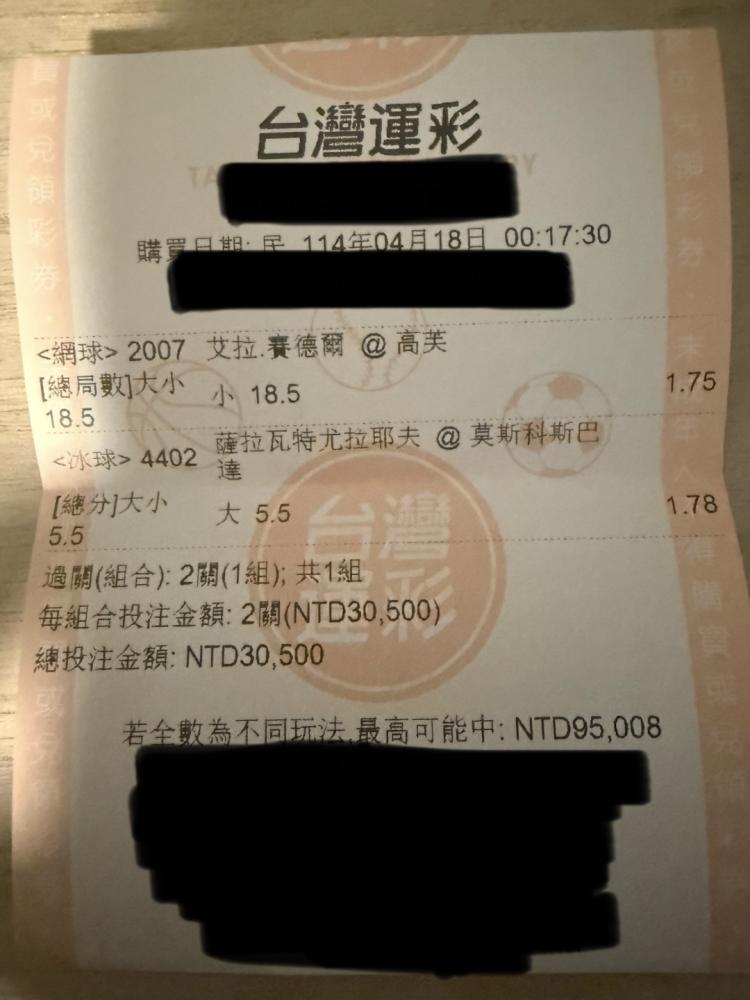 台灣運彩
購買日期: 民 114年04月18日 00:17:30
<網球> 2007 艾拉.賽德爾 @ 高芙
[總局數]大小 小 18.5 1.75
18.5
<冰球> 4402 薩拉瓦特尤拉耶夫 @ 莫斯科斯巴
達
[總分]大小 大 5.5 1.78
5.5
過關(組合): 2關(1組); 共1組
每組合投注金額: 2關(NTD30,500)
總投注金額: NTD30,500
若全數為不同玩法,最高可能中: NTD95,008
台灣
運彩